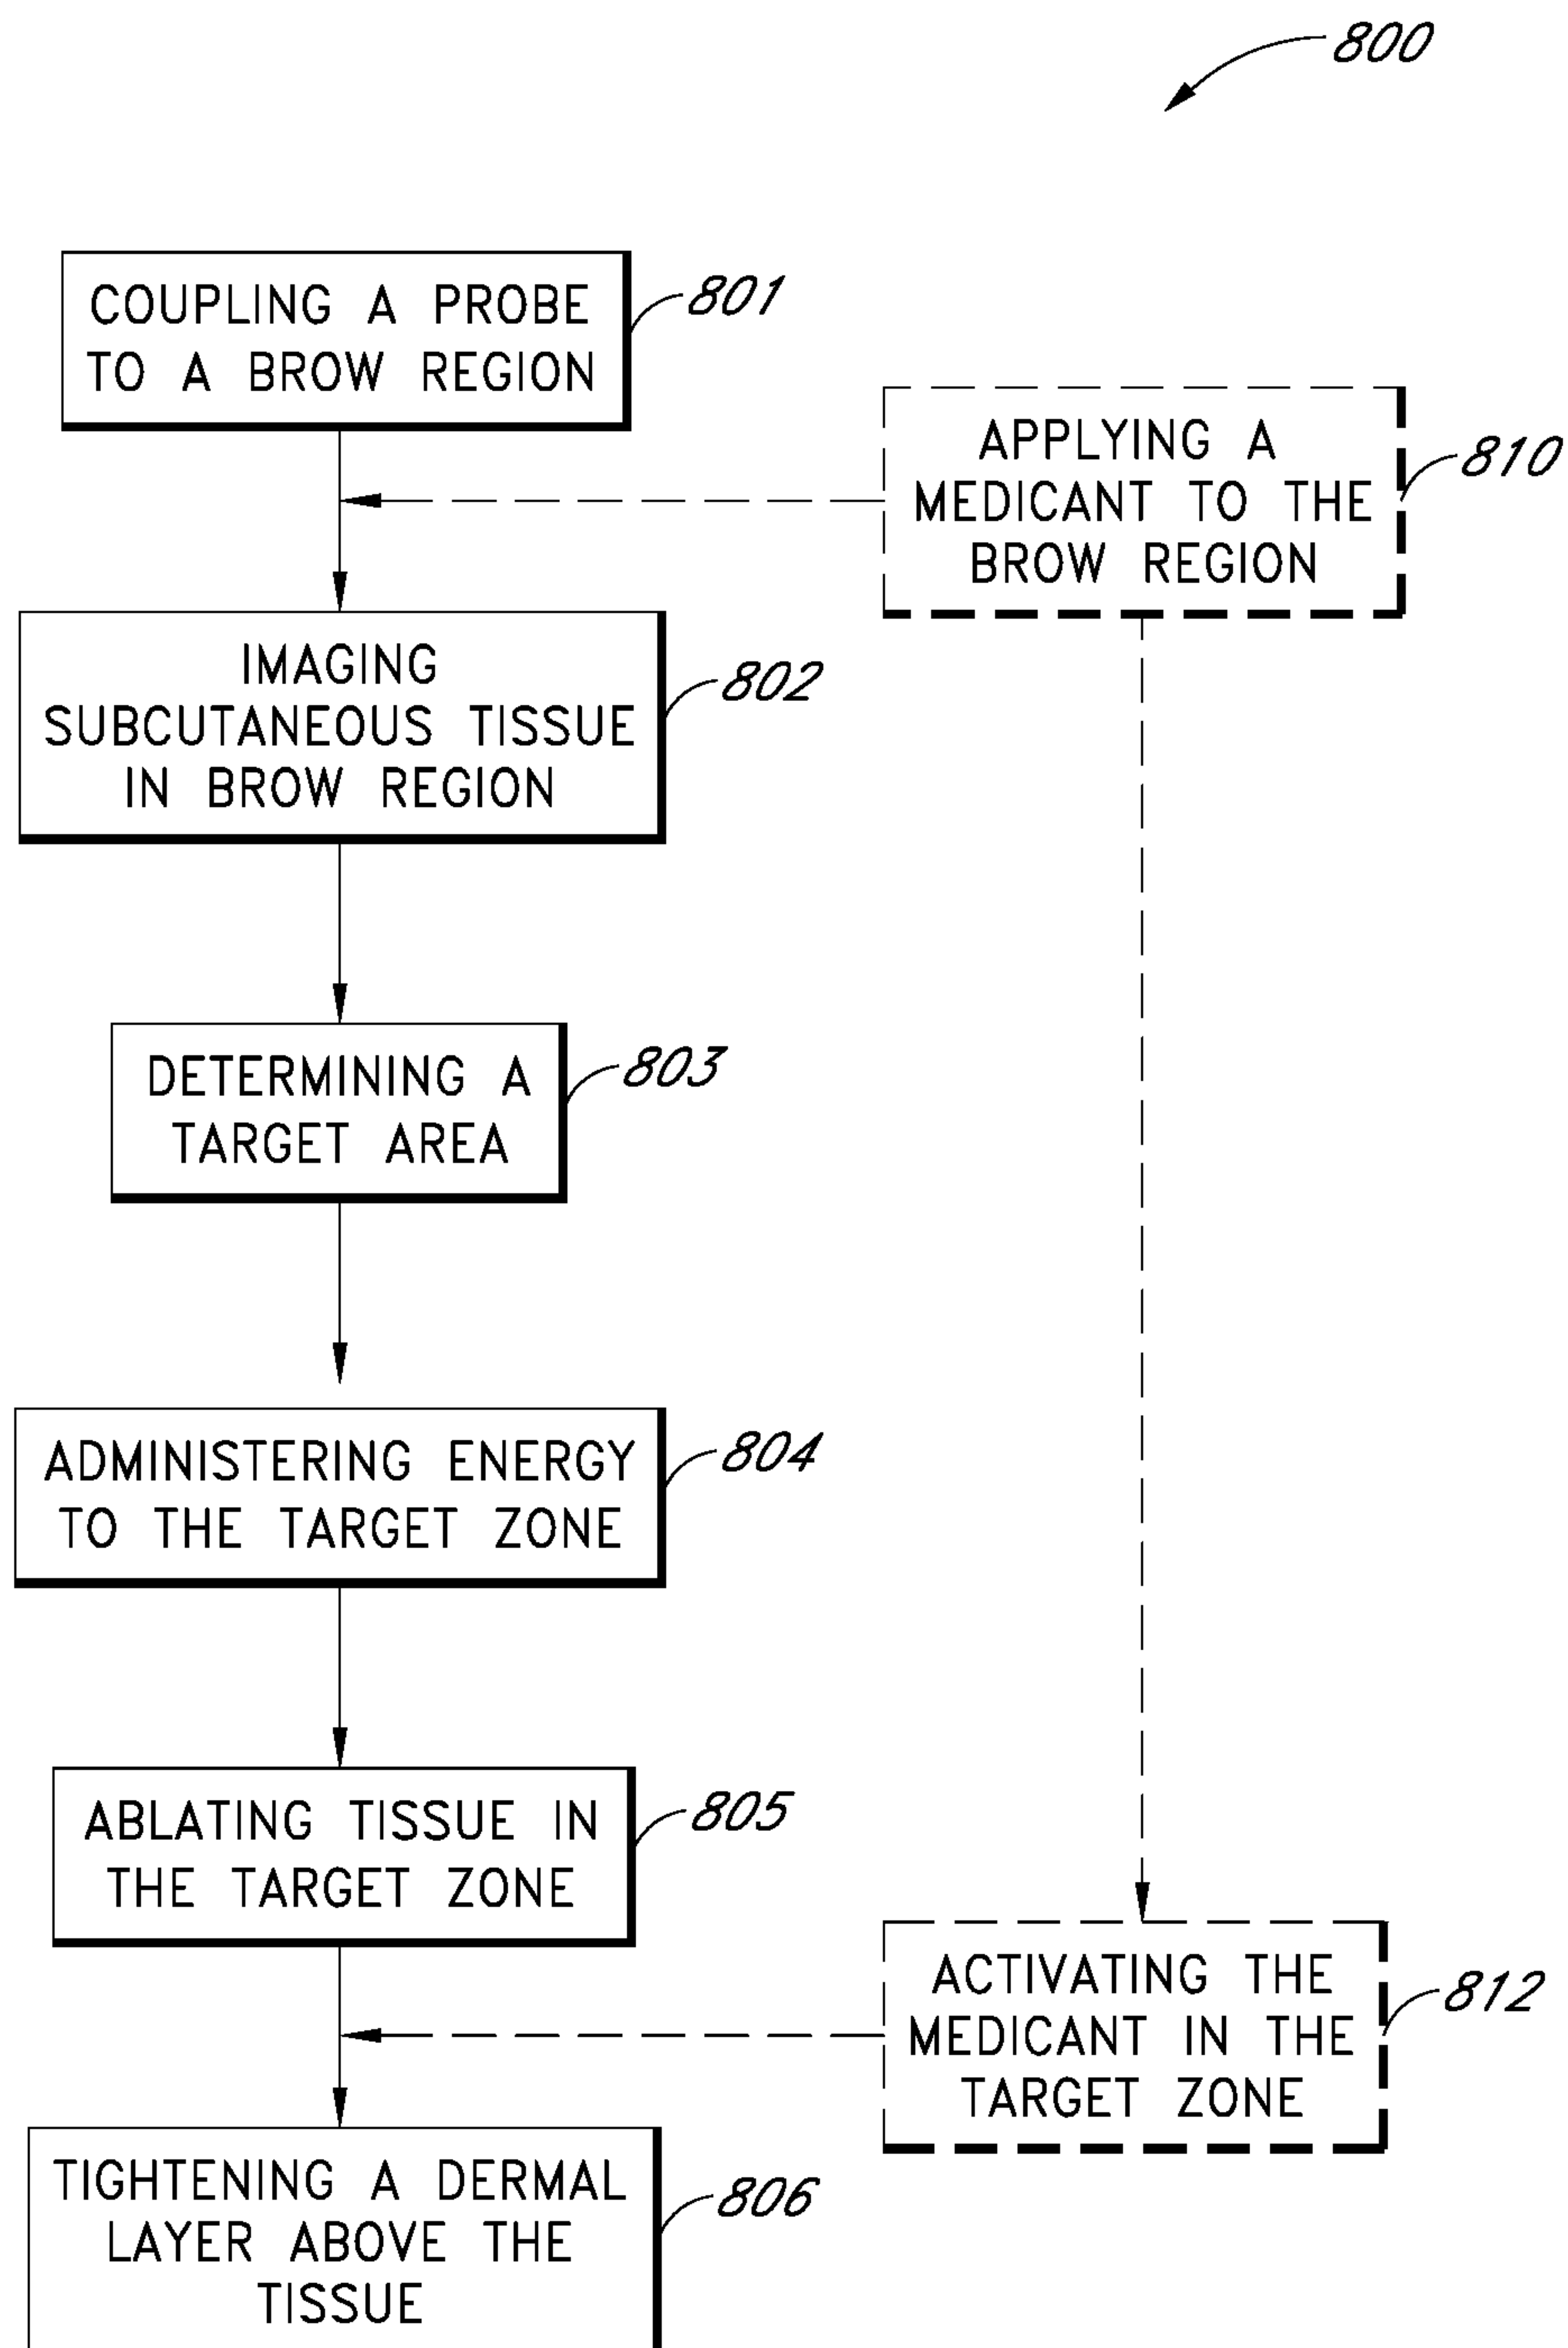 800
COUPLING A PROBE
TO A BROW REGION
801
APPLYING A
MEDICANT TO THE
BROW REGION
810
IMAGING
SUBCUTANEOUS TISSUE
IN BROW REGION
802
DETERMINING A
TARGET AREA
803
ADMINISTERING ENERGY
TO THE TARGET ZONE
804
ABLATING TISSUE IN
THE TARGET ZONE
805
ACTIVATING THE
MEDICANT IN THE
TARGET ZONE
812
TIGHTENING A DERMAL
LAYER ABOVE THE
TISSUE
806